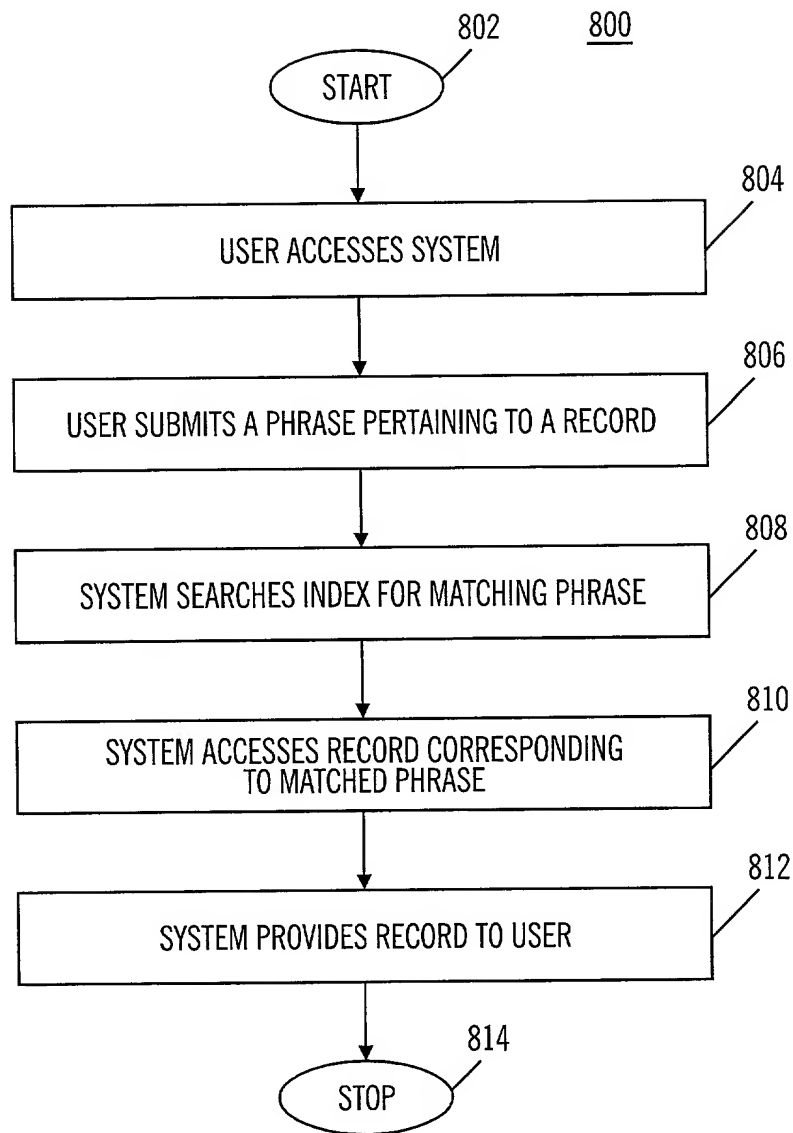 802
800
START
804
USER ACCESSES SYSTEM
806
USER SUBMITS A PHRASE PERTAINING TO A RECORD
808
SYSTEM SEARCHES INDEX FOR MATCHING PHRASE
810
SYSTEM ACCESSES RECORD CORRESPONDING
TO MATCHED PHRASE
812
SYSTEM PROVIDES RECORD TO USER
814
STOP